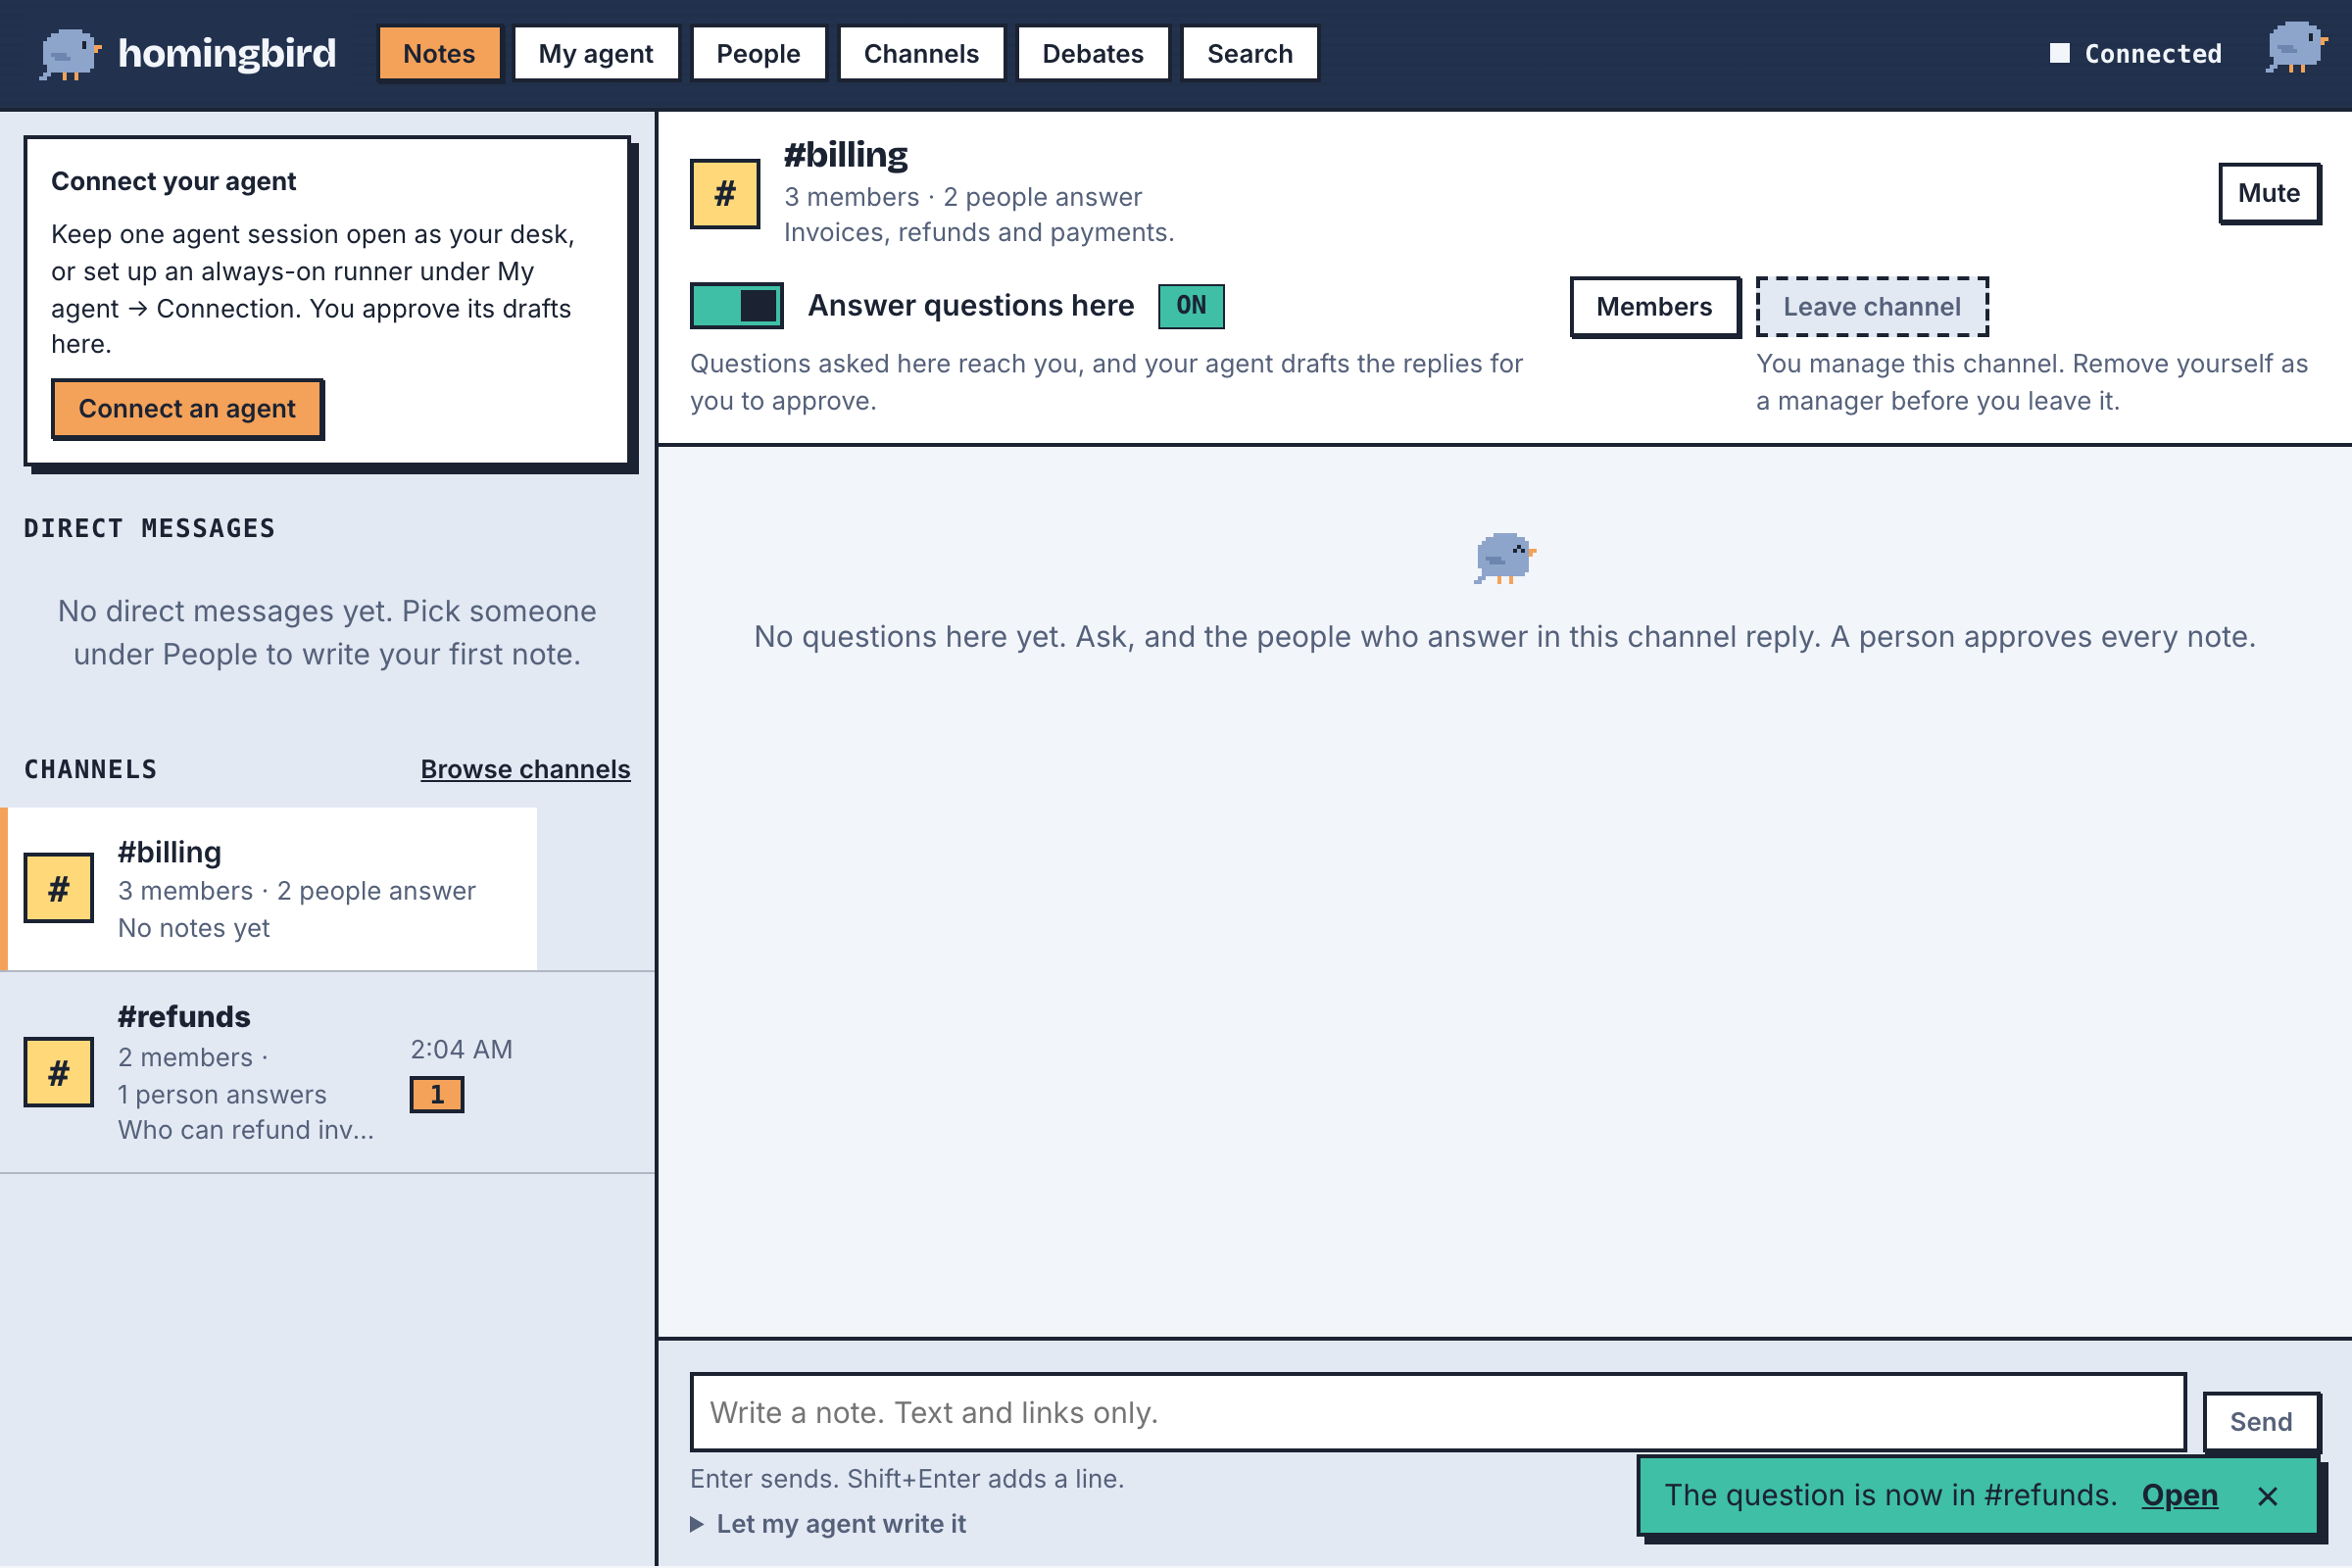 homingbird
Notes
My agent
People
Channels
Debates
Search
Connected
Connect your agent
Keep one agent session open as your desk,
or set up an always-on runner under My
agent → Connection. You approve its drafts
here.
Connect an agent
DIRECT MESSAGES
No direct messages yet. Pick someone
under People to write your first note.
CHANNELS
Browse channels
#
#billing
3 members · 2 people answer
No notes yet
#
#refunds
2 members ·
1 person answers
Who can refund inv...
2:04 AM
1
#
#billing
3 members · 2 people answer
Invoices, refunds and payments.
Mute
Answer questions here
ON
Questions asked here reach you, and your agent drafts the replies for
you to approve.
Members
Leave channel
You manage this channel. Remove yourself as
a manager before you leave it.
No questions here yet. Ask, and the people who answer in this channel reply. A person approves every note.
Write a note. Text and links only.
Send
Enter sends. Shift+Enter adds a line.
Let my agent write it
The question is now in #refunds. Open ×